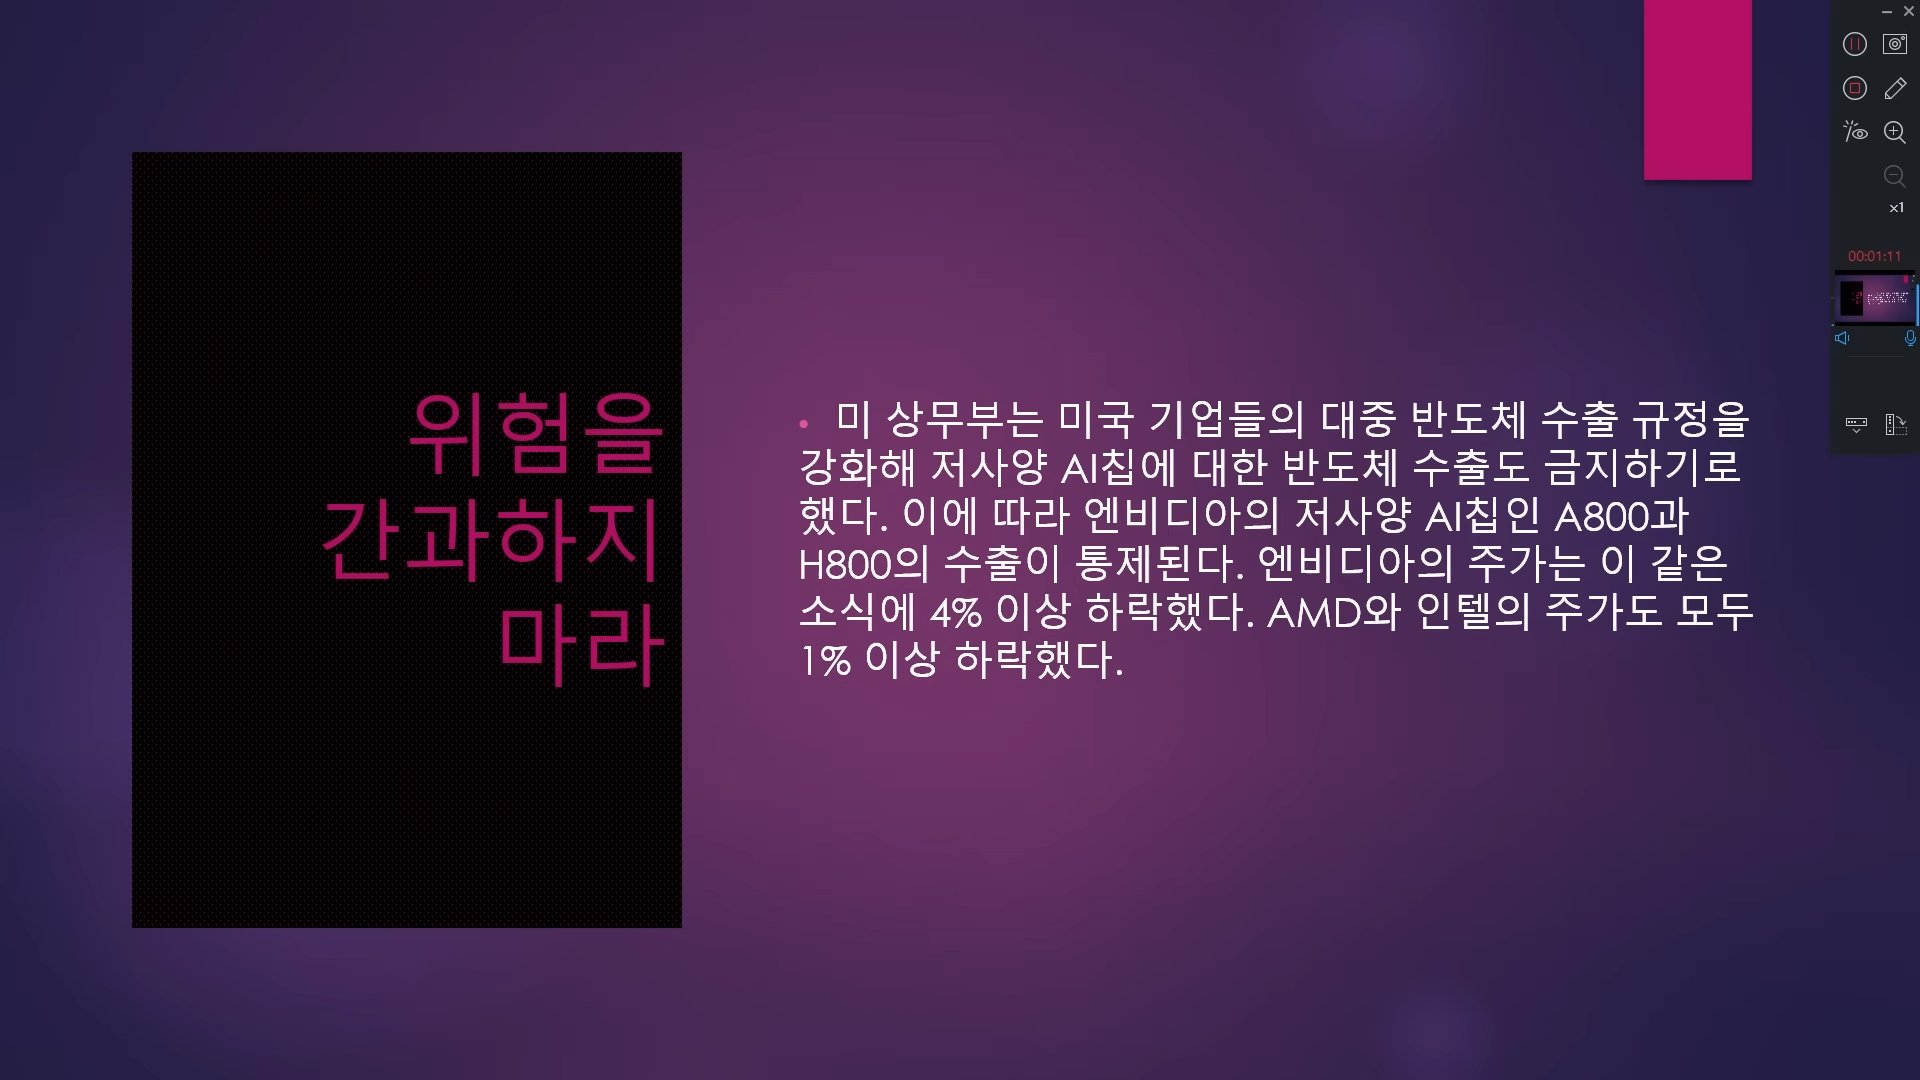 위험을
간과하지
마라
• 미 상무부는 미국 기업들의 대중 반도체 수출 규정을
강화해 저사양 AI칩에 대한 반도체 수출도 금지하기로
했다. 이에 따라 엔비디아의 저사양 AI칩인 A800과
H800의 수출이 통제된다. 엔비디아의 주가는 이 같은
소식에 4% 이상 하락했다. AMD와 인텔의 주가도 모두
1% 이상 하락했다.
x1
00:01:11